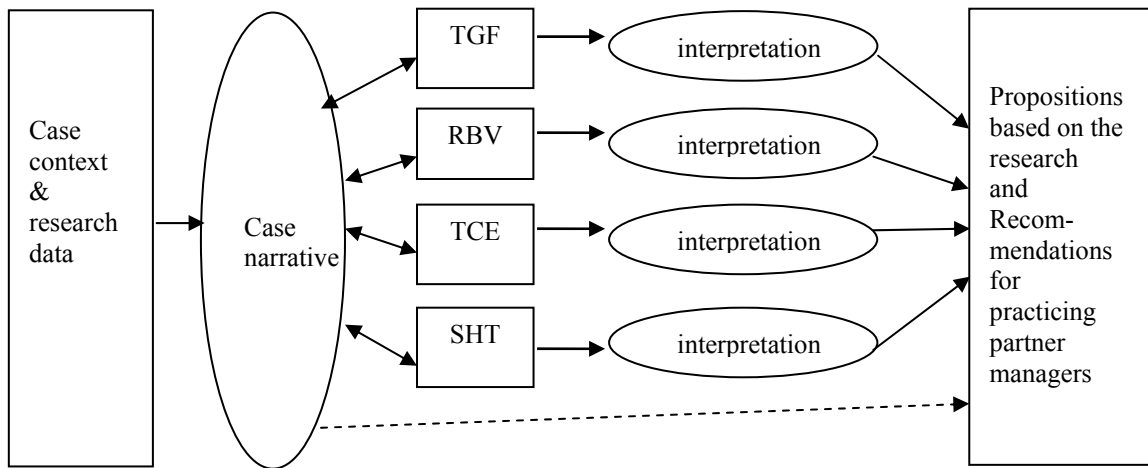 Case
context
&
research
data
Case
narrative
TGF
interpretation
RBV
interpretation
TCE
interpretation
SHT
interpretation
Propositions
based on the
research
and
Recom-
mendations
for
practicing
partner
managers